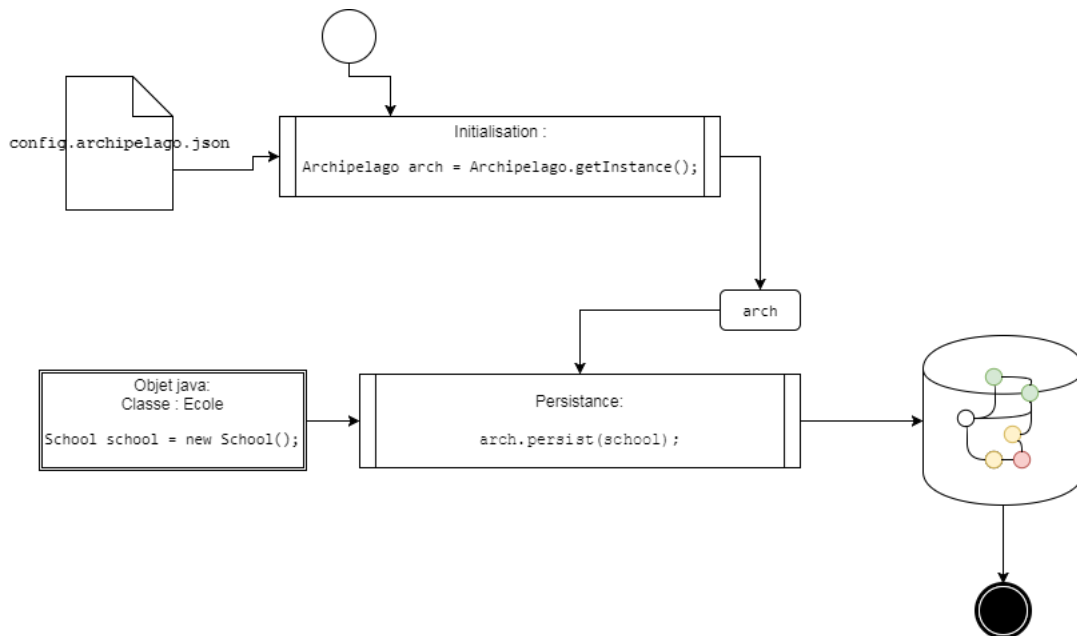 config.archipelago.json
Initialisation :
Archipelago arch = Archipelago.getInstance();
arch
Objet java:
Classe : Ecole
School school = new School();
Persistance:
arch.persist(school);